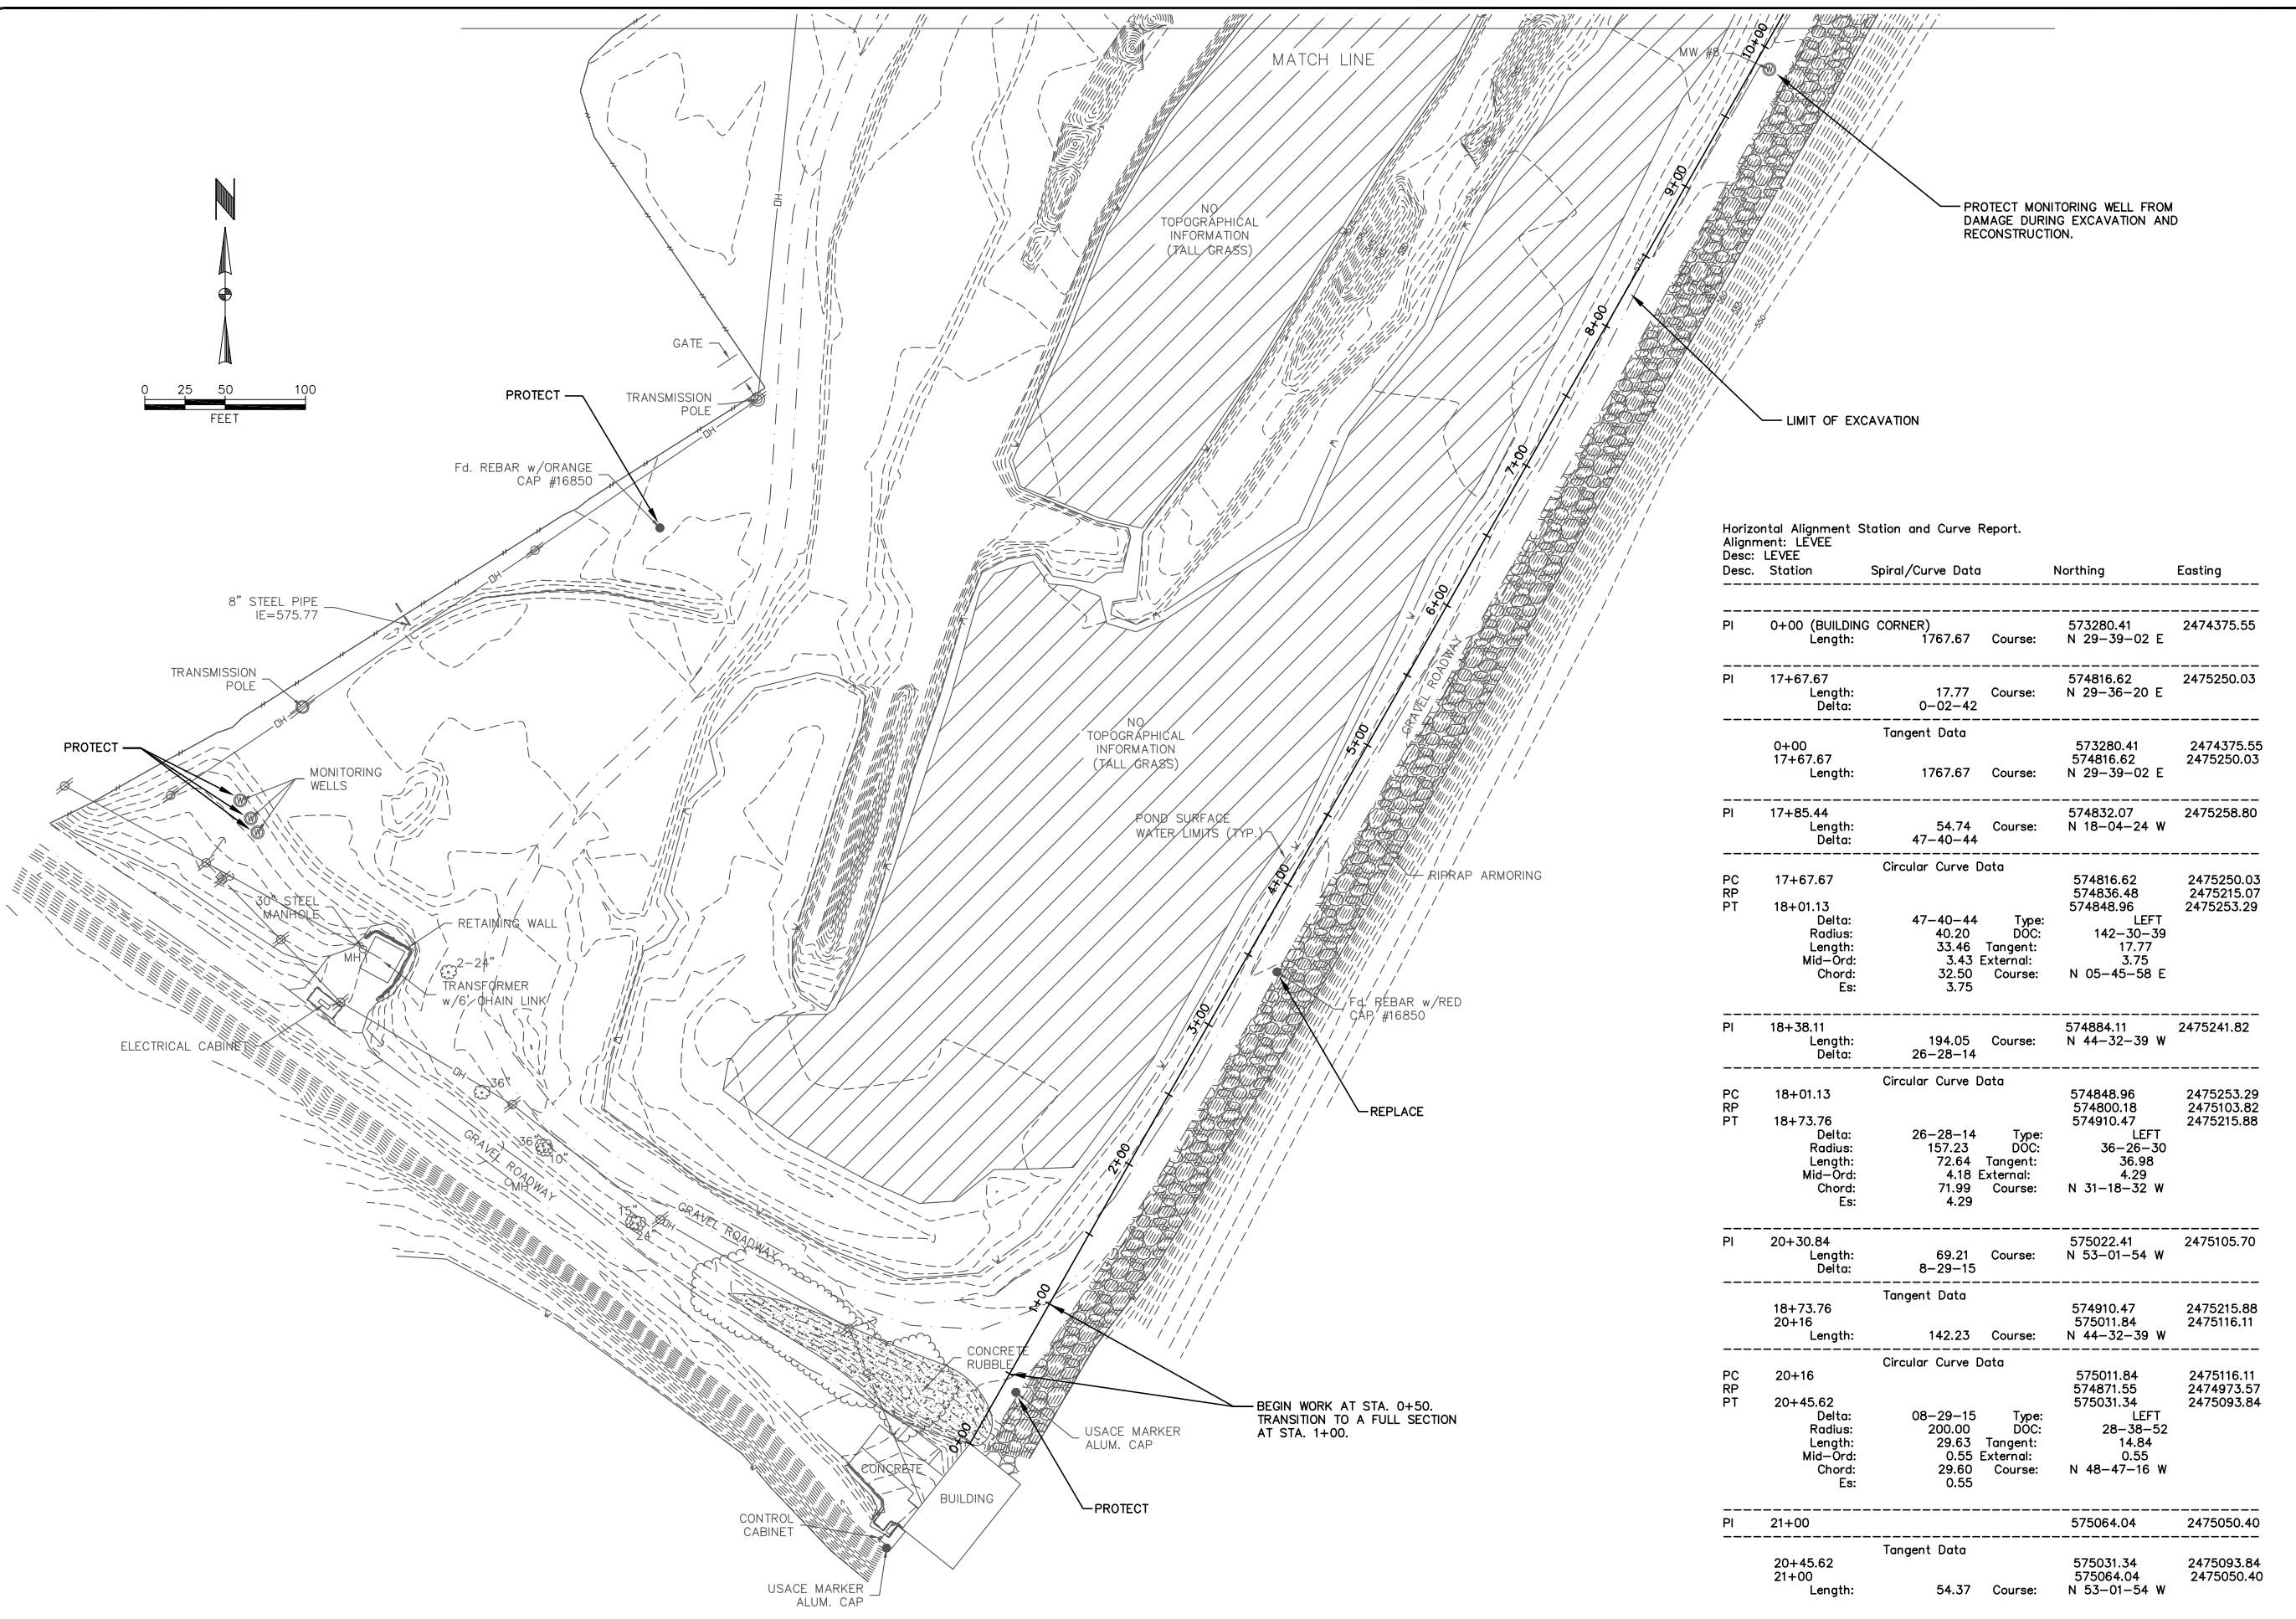 MATCH LINE
MW #8
10+00
9+00
8+00
7+00
6+00
5+00
4+00
3+00
2+00
1+00
0+00
PROTECT MONITORING WELL FROM
DAMAGE DURING EXCAVATION AND
RECONSTRUCTION.
LIMIT OF EXCAVATION
N
0 25 50 100
FEET
NO
TOPOGRAPHICAL
INFORMATION
(TALL GRASS)
GATE
TRANSMISSION
POLE
PROTECT
Fd. REBAR w/ORANGE
CAP #16850
OH
OH
OH
8" STEEL PIPE
IE=575.77
TRANSMISSION
POLE
OH
PROTECT
MONITORING
WELLS
NO
TOPOGRAPHICAL
INFORMATION
(TALL GRASS)
GRAVEL ROADWAY
POND SURFACE
WATER LIMITS (TYP.)
RIPRAP ARMORING
30" STEEL
MANHOLE
MH
RETAINING WALL
2-24"
TRANSFORMER
w/6' CHAIN LINK
ELECTRICAL CABINET
OH
36"
36"
10"
GRAVEL ROADWAY
MH
15"
24"
OH
GRAVEL ROADWAY
Fd. REBAR w/RED
CAP #16850
REPLACE
CONCRETE
RUBBLE
BEGIN WORK AT STA. 0+50.
TRANSITION TO A FULL SECTION
AT STA. 1+00.
USACE MARKER
ALUM. CAP
PROTECT
CONCRETE
BUILDING
CONTROL
CABINET
USACE MARKER
ALUM. CAP
Horizontal Alignment Station and Curve Report.
Alignment: LEVEE
Desc: LEVEE
Desc. Station Spiral/Curve Data Northing Easting
PI 0+00 (BUILDING CORNER) 573280.41 2474375.55
Length: 1767.67 Course: N 29-39-02 E
PI 17+67.67 574816.62 2475250.03
Length: 17.77 Course: N 29-36-20 E
Delta: 0-02-42
Tangent Data
0+00 573280.41 2474375.55
17+67.67 574816.62 2475250.03
Length: 1767.67 Course: N 29-39-02 E
PI 17+85.44 574832.07 2475258.80
Length: 54.74 Course: N 18-04-24 W
Delta: 47-40-44
Circular Curve Data
PC 17+67.67 574816.62 2475250.03
RP 574836.48 2475215.07
PT 18+01.13 574848.96 2475253.29
Delta: 47-40-44 Type: LEFT
Radius: 40.20 DOC: 142-30-39
Length: 33.46 Tangent: 17.77
Mid-Ord: 3.43 External: 3.75
Chord: 32.50 Course: N 05-45-58 E
Es: 3.75
PI 18+38.11 574884.11 2475241.82
Length: 194.05 Course: N 44-32-39 W
Delta: 26-28-14
Circular Curve Data
PC 18+01.13 574848.96 2475253.29
RP 574800.18 2475103.82
PT 18+73.76 574910.47 2475215.88
Delta: 26-28-14 Type: LEFT
Radius: 157.23 DOC: 36-26-30
Length: 72.64 Tangent: 36.98
Mid-Ord: 4.18 External: 4.29
Chord: 71.99 Course: N 31-18-32 W
Es: 4.29
PI 20+30.84 575022.41 2475105.70
Length: 69.21 Course: N 53-01-54 W
Delta: 8-29-15
Tangent Data
18+73.76 574910.47 2475215.88
20+16 575011.84 2475116.11
Length: 142.23 Course: N 44-32-39 W
Circular Curve Data
PC 20+16 575011.84 2475116.11
RP 574871.55 2474973.57
PT 20+45.62 575031.34 2475093.84
Delta: 08-29-15 Type: LEFT
Radius: 200.00 DOC: 28-38-52
Length: 29.63 Tangent: 14.84
Mid-Ord: 0.55 External: 0.55
Chord: 29.60 Course: N 48-47-16 W
Es: 0.55
PI 21+00 575064.04 2475050.40
Tangent Data
20+45.62 575031.34 2475093.84
21+00 575064.04 2475050.40
Length: 54.37 Course: N 53-01-54 W